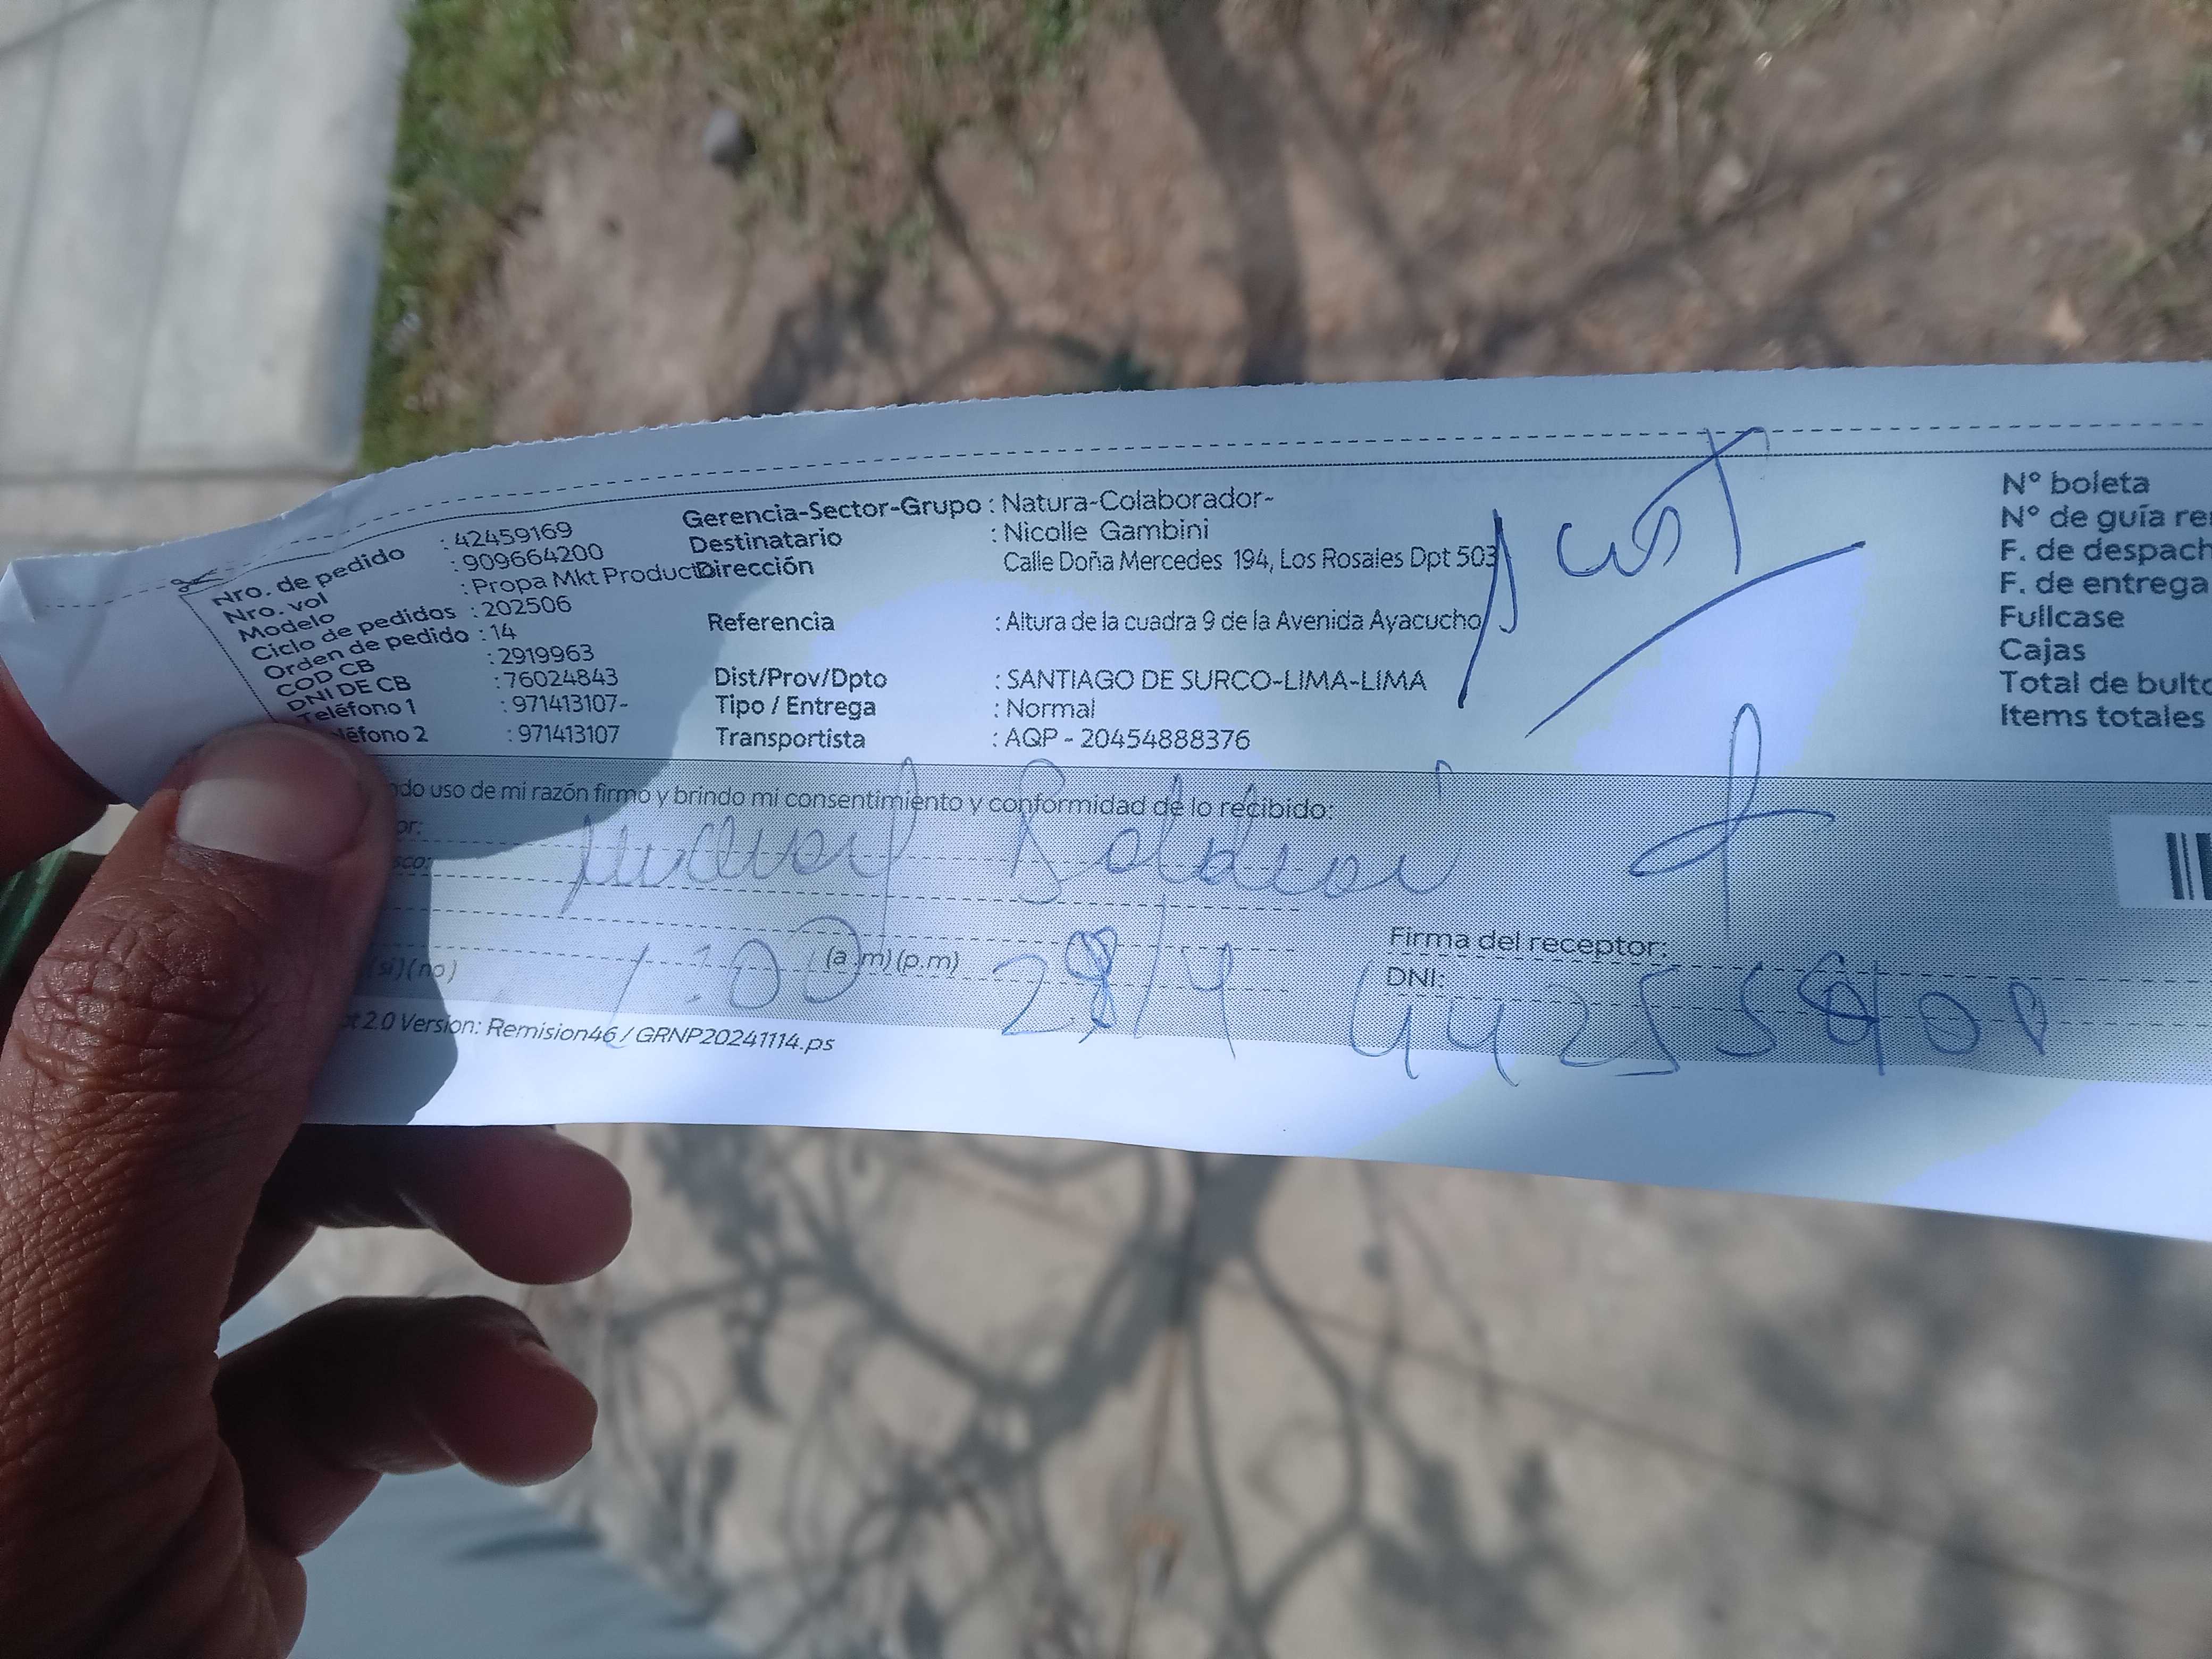 Nro. de pedido : 42459169
Nro. vol : 909664200
Modelo : Propa Mkt Producto
Ciclo de pedidos : 202506
Orden de pedido : 14
COD CB : 2919963
DNI DE CB : 76024843
Teléfono 1 : 971413107-
léfono 2 : 971413107
Gerencia-Sector-Grupo : Natura-Colaborador-
Destinatario : Nicolle Gambini
Dirección Calle Doña Mercedes 194, Los Rosales Dpt 503
Referencia : Altura de la cuadra 9 de la Avenida Ayacucho
Dist/Prov/Dpto : SANTIAGO DE SURCO-LIMA-LIMA
Tipo / Entrega : Normal
Transportista : AQP - 20454888376
N° boleta
N° de guía re
F. de despach
F. de entrega
Fullcase
Cajas
Total de bulto
Items totales
ndo uso de mi razón firmo y brindo mi consentimiento y conformidad de lo recibido:
or:
sco:
(si)(no) 1:00 (a.m)(p.m) 28/4
Firma del receptor:
DNI:
ot 2.0 Version: Remision46 / GRNP20241114.ps